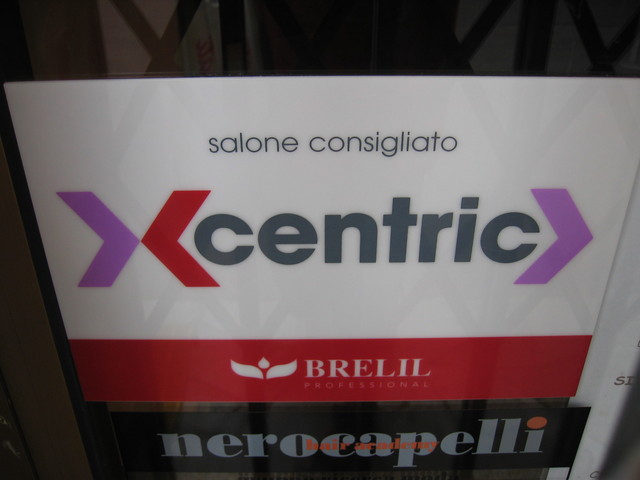 salone consigliato
Xcentric
BRELIL
PROFESSIONAL
nerocapelli
hair academy